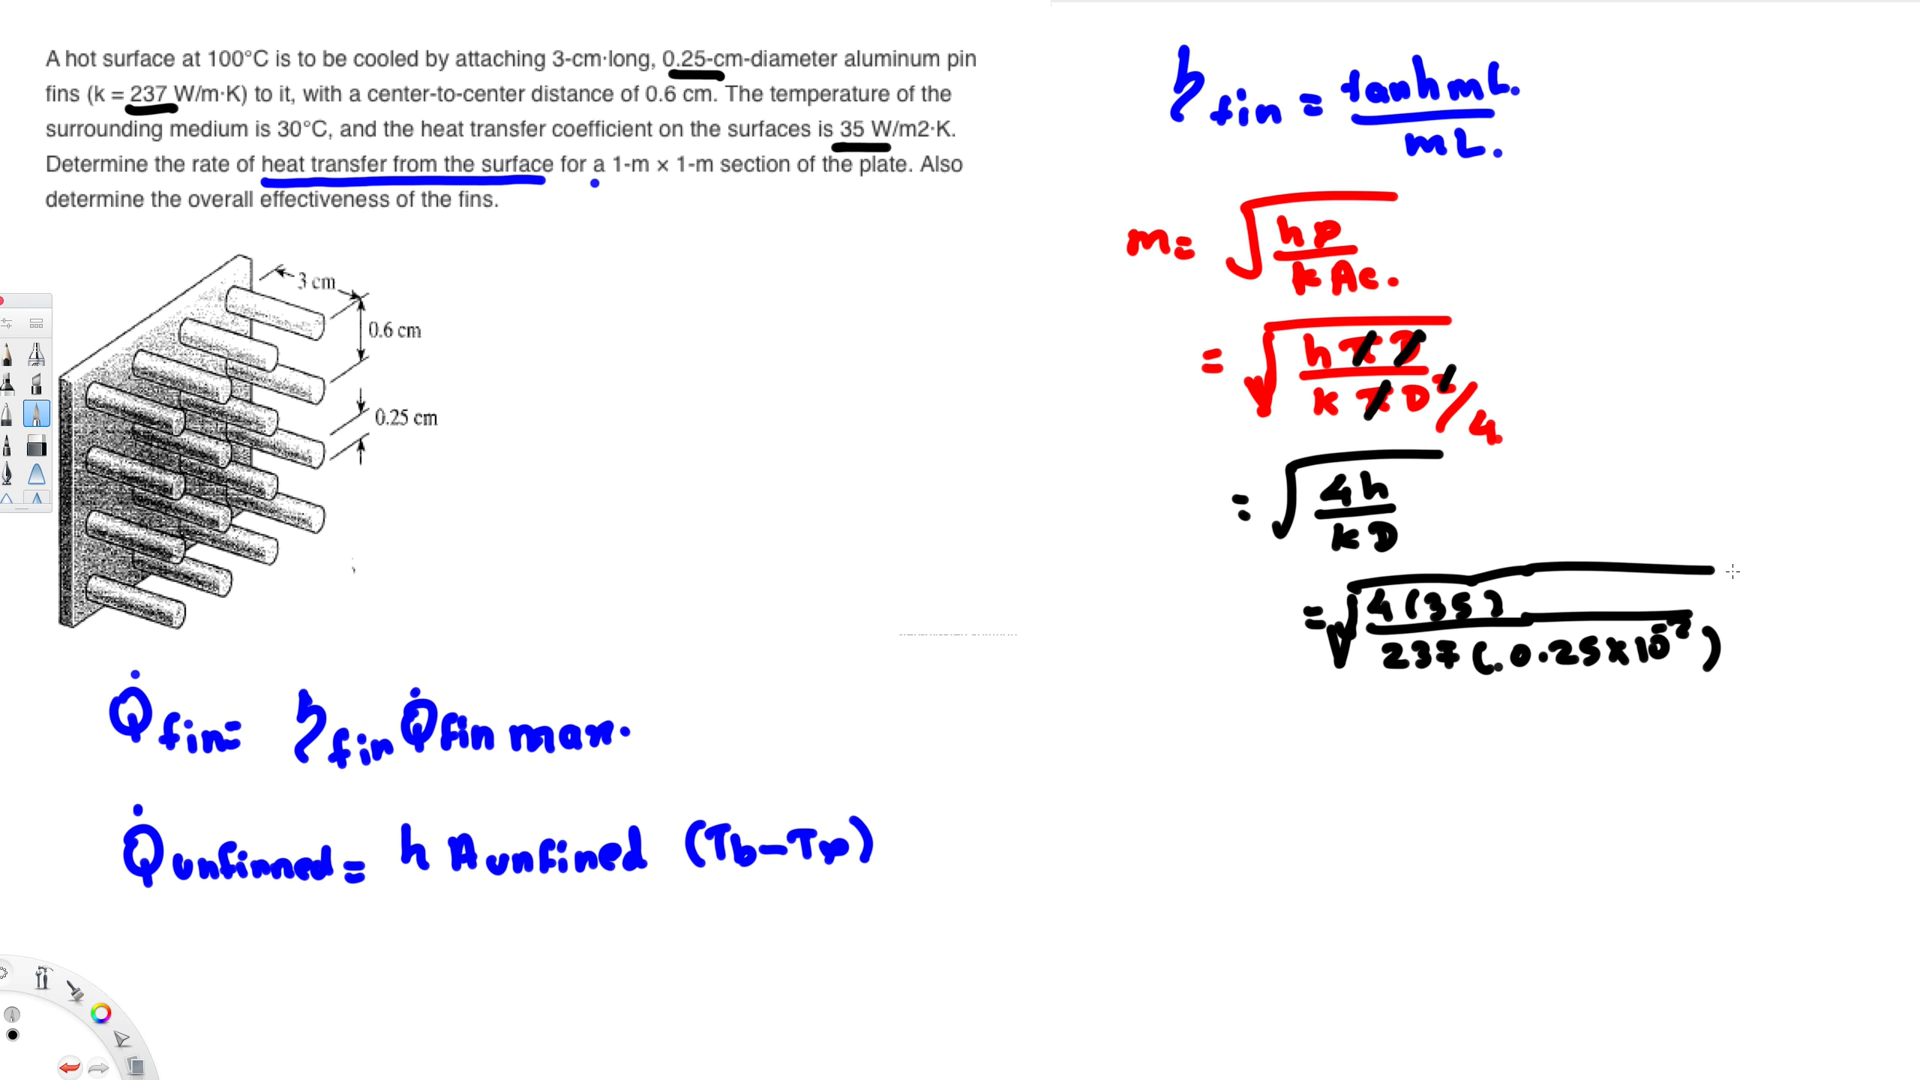 A hot surface at 100°C is to be cooled by attaching 3-cm-long, 0.25-cm-diameter aluminum pin
fins (k = 237 W/m·K) to it, with a center-to-center distance of 0.6 cm. The temperature of the
surrounding medium is 30°C, and the heat transfer coefficient on the surfaces is 35 W/m2·K.
Determine the rate of heat transfer from the surface for a 1-m × 1-m section of the plate. Also
determine the overall effectiveness of the fins.
3 cm
0.6 cm
0.25 cm
Q̇ fin = η fin Q̇ fin max.
Q̇ unfinned = h A unfined (Tb - T∞)
η fin = tanh mL. / mL.
m = √(hp / k Ac.)
= √(hπD / kπD²/4)
= √(4h / kD)
= √(4(35) / 237(.0.25×10⁻²))